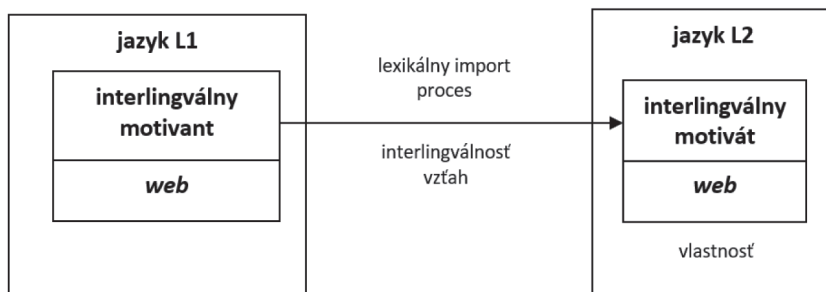 jazyk L1
interlingválny
motivant
web
lexikálny import
proces
interlingválnosť
vzťah
jazyk L2
interlingválny
motivát
web
vlastnosť